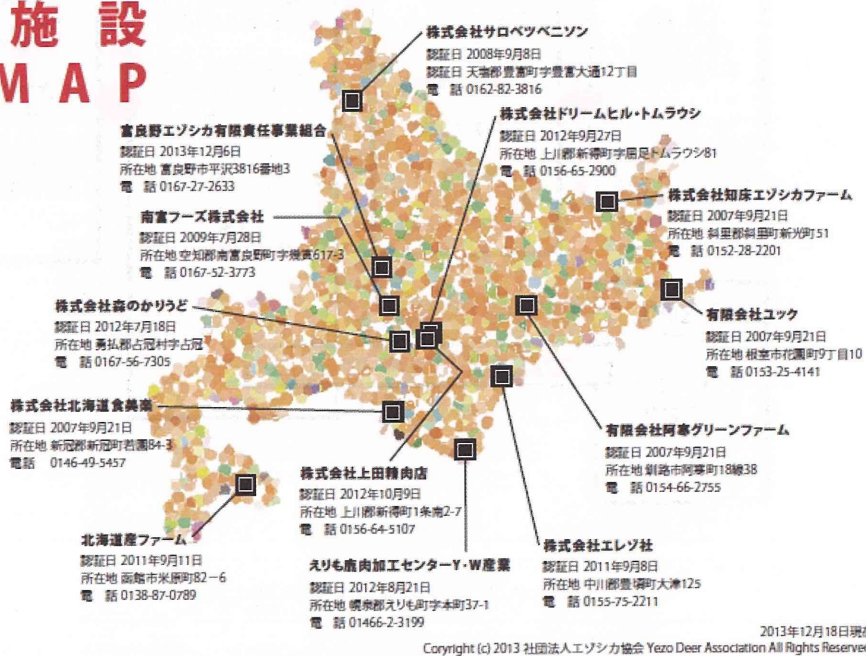 施設
MAP
株式会社サロベツベニソン
認証日 2008年9月8日
認証日 天塩郡豊富町字豊富大通12丁目
電　話 0162-82-3816
株式会社ドリームヒル・トムラウシ
認証日 2012年9月27日
所在地 上川郡新得町字屈足トムラウシ81
電　話 0156-65-2900
富良野エゾシカ有限責任事業組合
認証日 2013年12月6日
所在地 富良野市平沢3816番地3
電　話 0167-27-2633
株式会社知床エゾシカファーム
認証日 2007年9月21日
所在地 斜里郡斜里町新光町51
電　話 0152-28-2201
南富フーズ株式会社
認証日 2009年7月28日
所在地 空知郡南富良野町字幾寅617-3
電　話 0167-52-3773
株式会社森のかりうど
認証日 2012年7月18日
所在地 勇払郡占冠村字占冠
電　話 0167-56-7305
有限会社ユック
認証日 2007年9月21日
所在地 根室市花園町9丁目10
電　話 0153-25-4141
株式会社北海道食美楽
認証日 2007年9月21日
所在地 新冠郡新冠町若園84-3
電話　 0146-49-5457
有限会社阿寒グリーンファーム
認証日 2007年9月21日
所在地 釧路市阿寒町18線38
電　話 0154-66-2755
株式会社上田精肉店
認証日 2012年10月9日
所在地 上川郡新得町1条南2-7
電　話 0156-64-5107
北海道産ファーム
認証日 2011年9月11日
所在地 函館市米原町82－6
電　話 0138-87-0789
えりも鹿肉加工センターY・W産業
認証日 2012年8月21日
所在地 幌泉郡えりも町字本町37-1
電　話 01466-2-3199
株式会社エレゾ社
認証日 2011年9月8日
所在地 中川郡豊頃町大津125
電　話 0155-75-2211
2013年12月18日現在
Coryright (c) 2013 社団法人エゾシカ協会 Yezo Deer Association All Rights Reserve